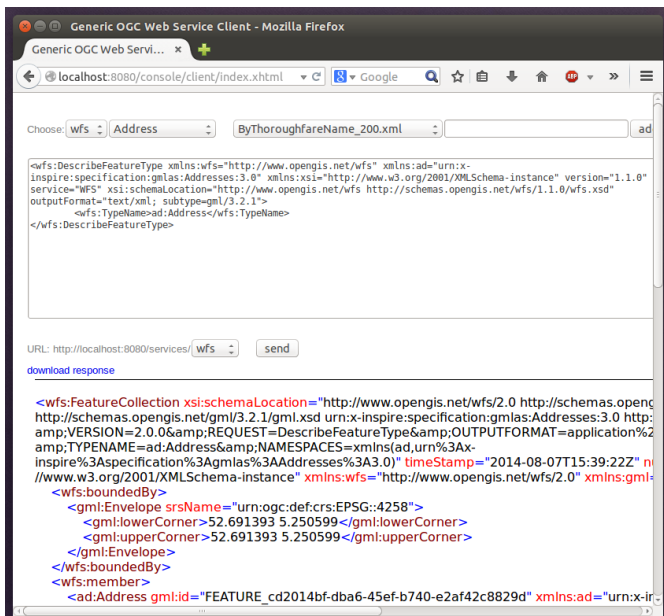 Generic OGC Web Service Client - Mozilla Firefox
Generic OGC Web Servi... ×
localhost:8080/console/client/index.xhtml Google
Choose: wfs Address ByThoroughfareName_200.xml ad
<wfs:DescribeFeatureType xmlns:wfs="http://www.opengis.net/wfs" xmlns:ad="urn:x-
inspire:specification:gmlas:Addresses:3.0" xmlns:xsi="http://www.w3.org/2001/XMLSchema-instance" version="1.1.0"
service="WFS" xsi:schemaLocation="http://www.opengis.net/wfs http://schemas.opengis.net/wfs/1.1.0/wfs.xsd"
outputFormat="text/xml; subtype=gml/3.2.1">
<wfs:TypeName>ad:Address</wfs:TypeName>
</wfs:DescribeFeatureType>
URL: http://localhost:8080/services/ wfs send
download response
<wfs:FeatureCollection xsi:schemaLocation="http://www.opengis.net/wfs/2.0 http://schemas.openg
http://schemas.opengis.net/gml/3.2.1/gml.xsd urn:x-inspire:specification:gmlas:Addresses:3.0 http:
amp;VERSION=2.0.0&amp;REQUEST=DescribeFeatureType&amp;OUTPUTFORMAT=application%2
amp;TYPENAME=ad:Address&amp;NAMESPACES=xmlns(ad,urn%3Ax-
inspire%3Aspecification%3Agmlas%3AAddresses%3A3.0)" timeStamp="2014-08-07T15:39:22Z" nu
//www.w3.org/2001/XMLSchema-instance" xmlns:wfs="http://www.opengis.net/wfs/2.0" xmlns:gml=
<wfs:boundedBy>
<gml:Envelope srsName="urn:ogc:def:crs:EPSG::4258">
<gml:lowerCorner>52.691393 5.250599</gml:lowerCorner>
<gml:upperCorner>52.691393 5.250599</gml:upperCorner>
</gml:Envelope>
</wfs:boundedBy>
<wfs:member>
<ad:Address gml:id="FEATURE_cd2014bf-dba6-45ef-b740-e2af42c8829d" xmlns:ad="urn:x-in